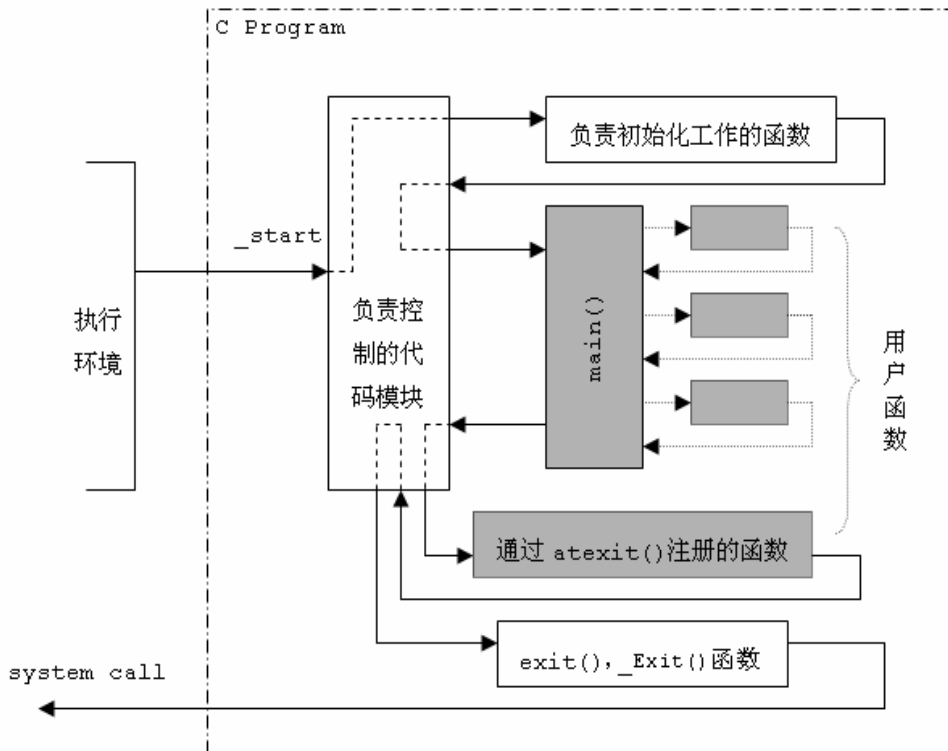 C Program
负责初始化工作的函数
_start
执行
环境
负责控
制的代
码模块
main()
用
户
函
数
通过 atexit()注册的函数
exit(), _Exit()函数
system call